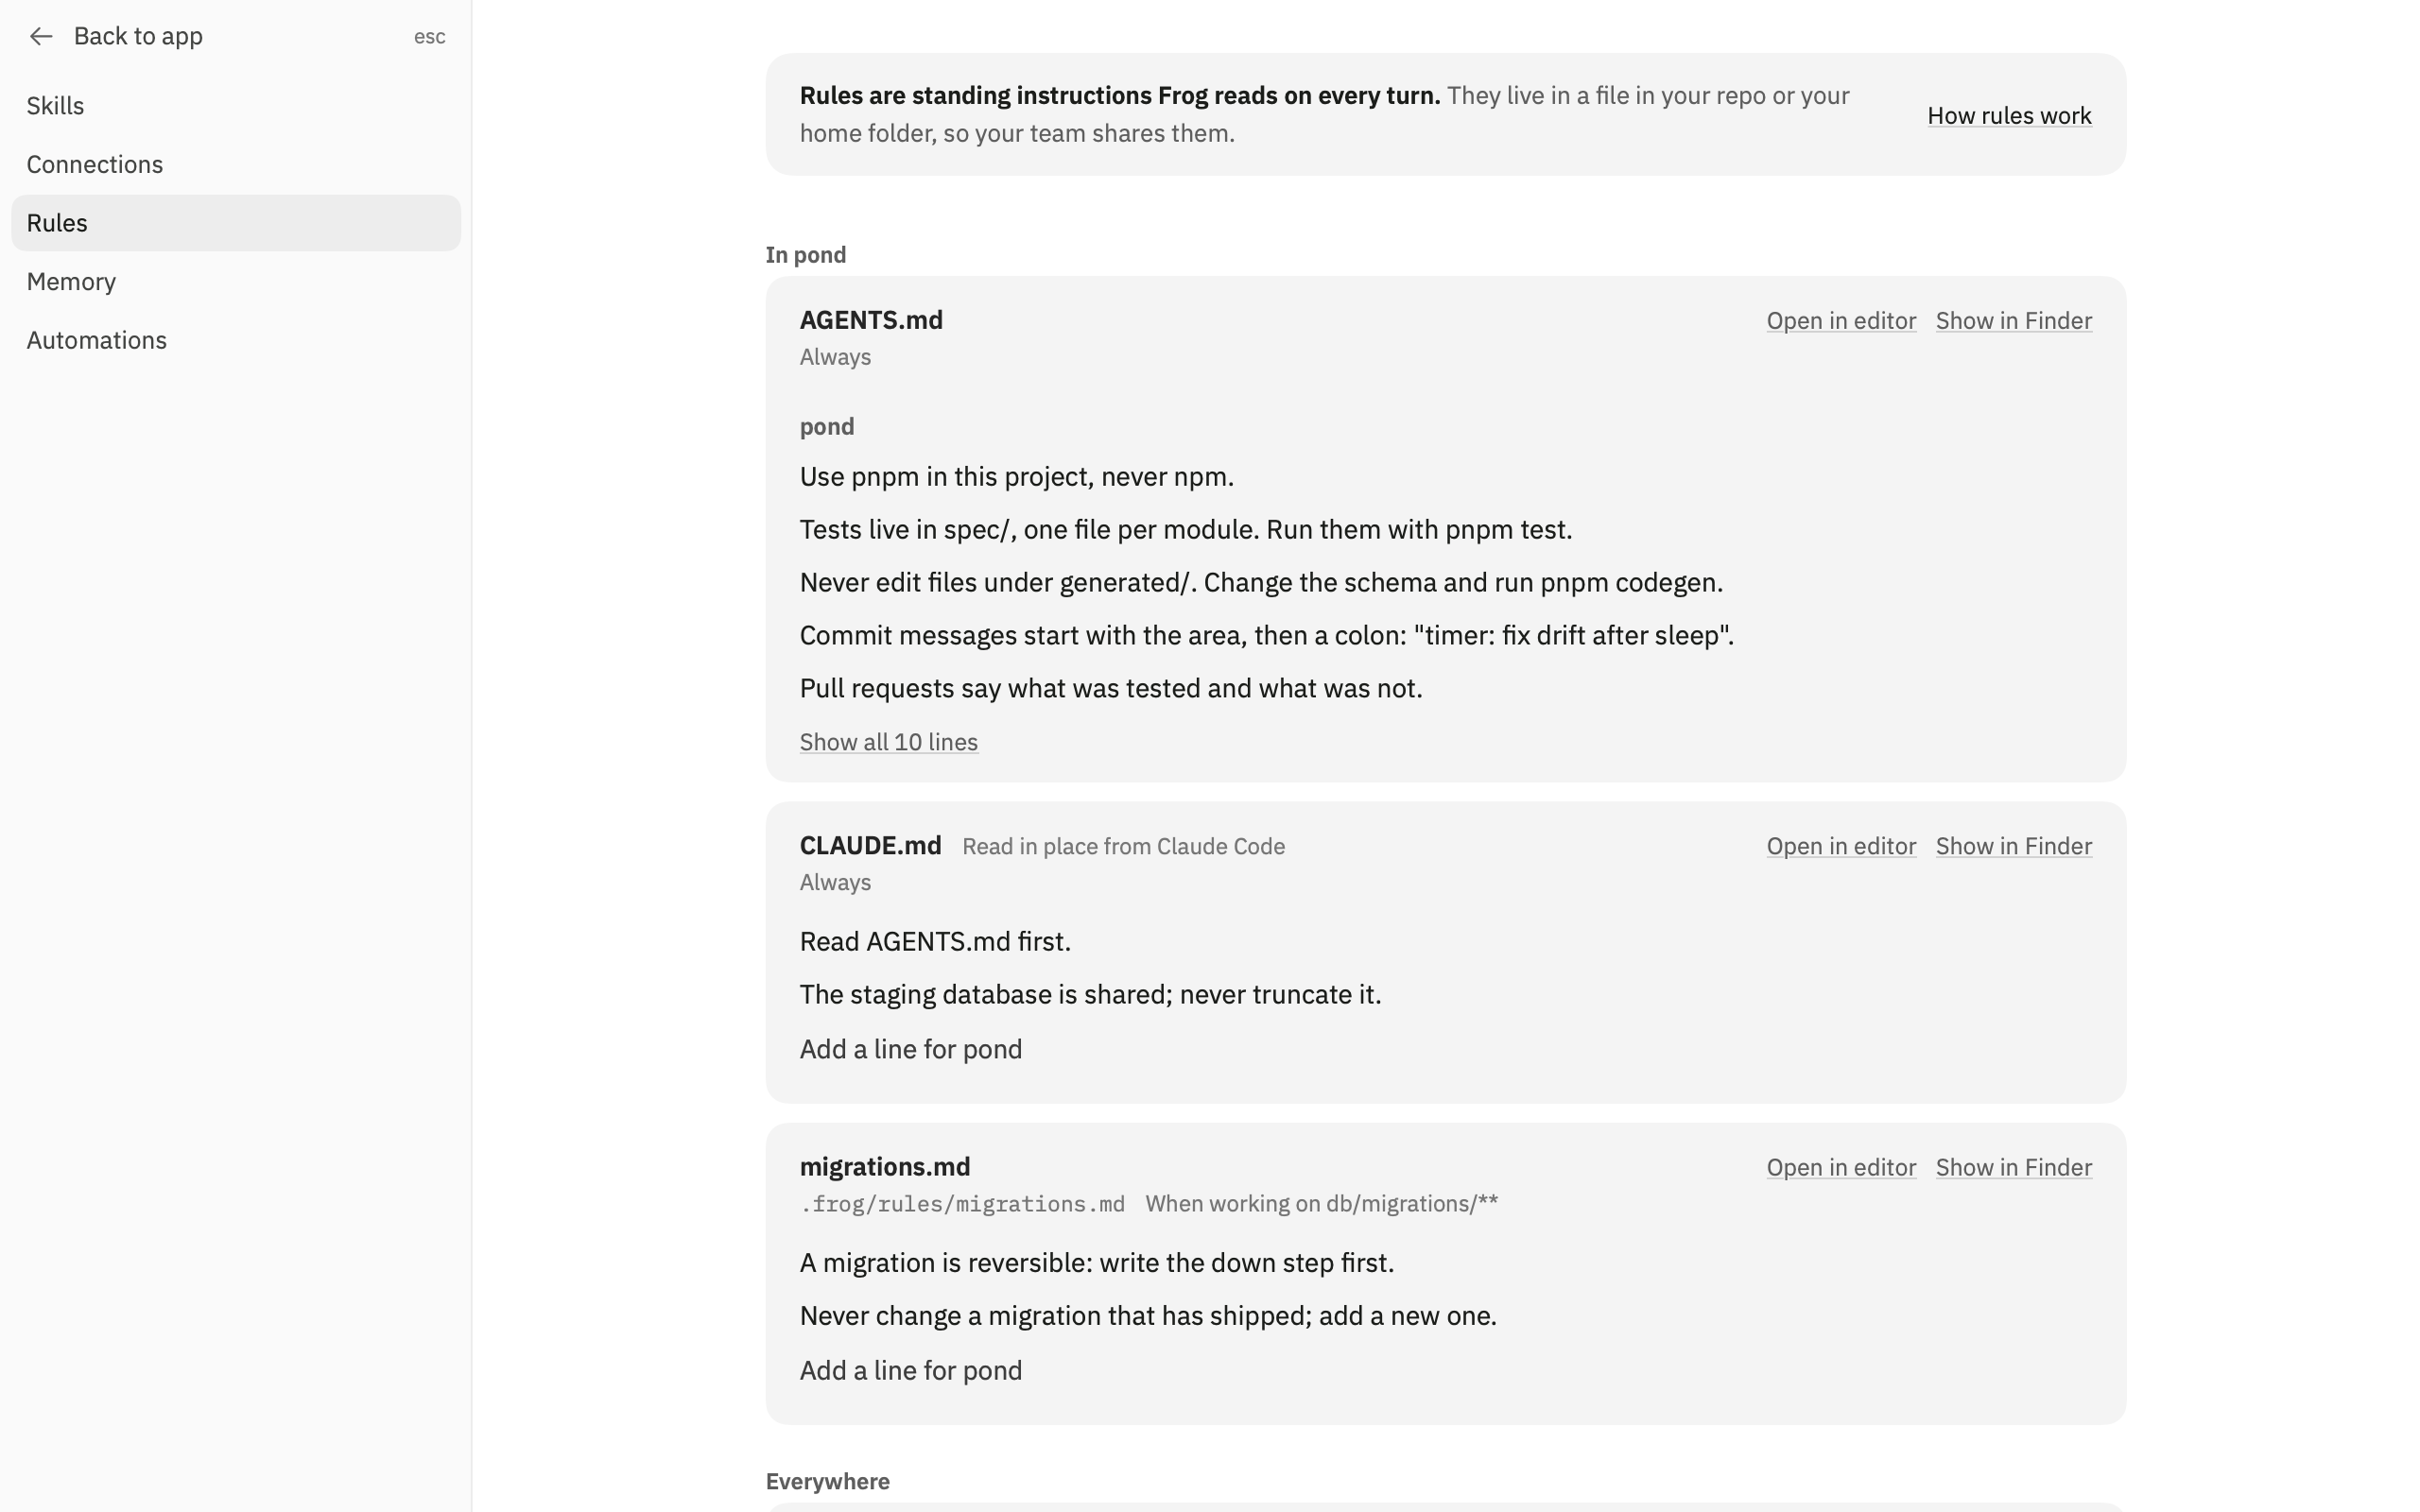 Back to app esc
Skills
Connections
Rules
Memory
Automations
Rules are standing instructions Frog reads on every turn. They live in a file in your repo or your
home folder, so your team shares them.
How rules work
In pond
AGENTS.md Open in editor Show in Finder
Always
pond
Use pnpm in this project, never npm.
Tests live in spec/, one file per module. Run them with pnpm test.
Never edit files under generated/. Change the schema and run pnpm codegen.
Commit messages start with the area, then a colon: "timer: fix drift after sleep".
Pull requests say what was tested and what was not.
Show all 10 lines
CLAUDE.md Read in place from Claude Code Open in editor Show in Finder
Always
Read AGENTS.md first.
The staging database is shared; never truncate it.
Add a line for pond
migrations.md Open in editor Show in Finder
.frog/rules/migrations.md When working on db/migrations/**
A migration is reversible: write the down step first.
Never change a migration that has shipped; add a new one.
Add a line for pond
Everywhere